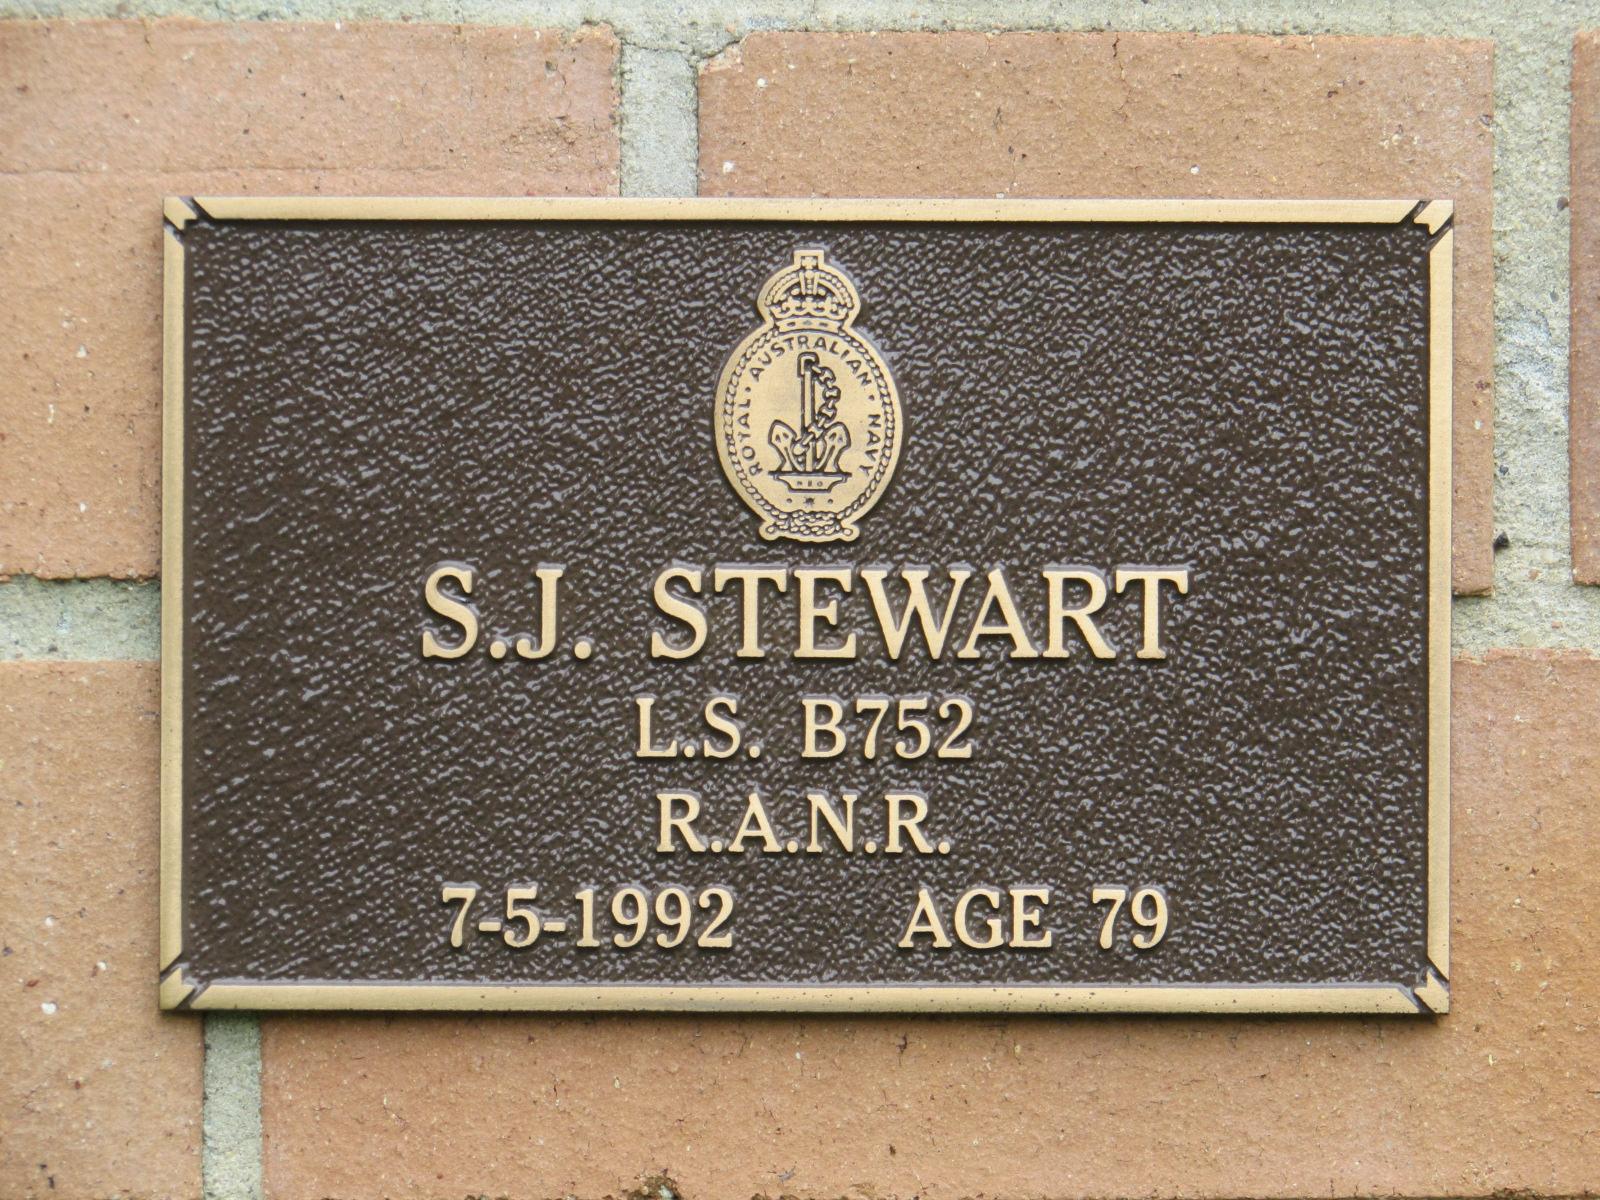 ROYAL · AUSTRALIAN · NAVY
S.J. STEWART
L.S. B752
R.A.N.R.
7-5-1992 AGE 79